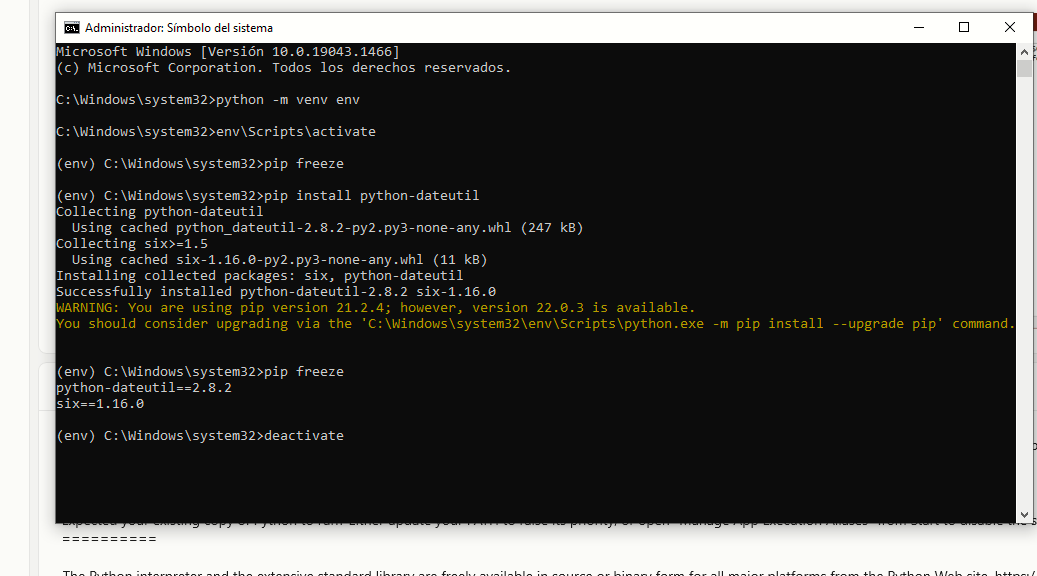 Administrador: Símbolo del sistema
Microsoft Windows [Versión 10.0.19043.1466]
(c) Microsoft Corporation. Todos los derechos reservados.
C:\Windows\system32>python -m venv env
C:\Windows\system32>env\Scripts\activate
(env) C:\Windows\system32>pip freeze
(env) C:\Windows\system32>pip install python-dateutil
Collecting python-dateutil
  Using cached python_dateutil-2.8.2-py2.py3-none-any.whl (247 kB)
Collecting six>=1.5
  Using cached six-1.16.0-py2.py3-none-any.whl (11 kB)
Installing collected packages: six, python-dateutil
Successfully installed python-dateutil-2.8.2 six-1.16.0
WARNING: You are using pip version 21.2.4; however, version 22.0.3 is available.
You should consider upgrading via the 'C:\Windows\system32\env\Scripts\python.exe -m pip install --upgrade pip' command.
(env) C:\Windows\system32>pip freeze
python-dateutil==2.8.2
six==1.16.0
(env) C:\Windows\system32>deactivate
==========
The Python interpreter and the extensive standard library are freely available in source or binary form for all major platforms from the Python Web site, https:/